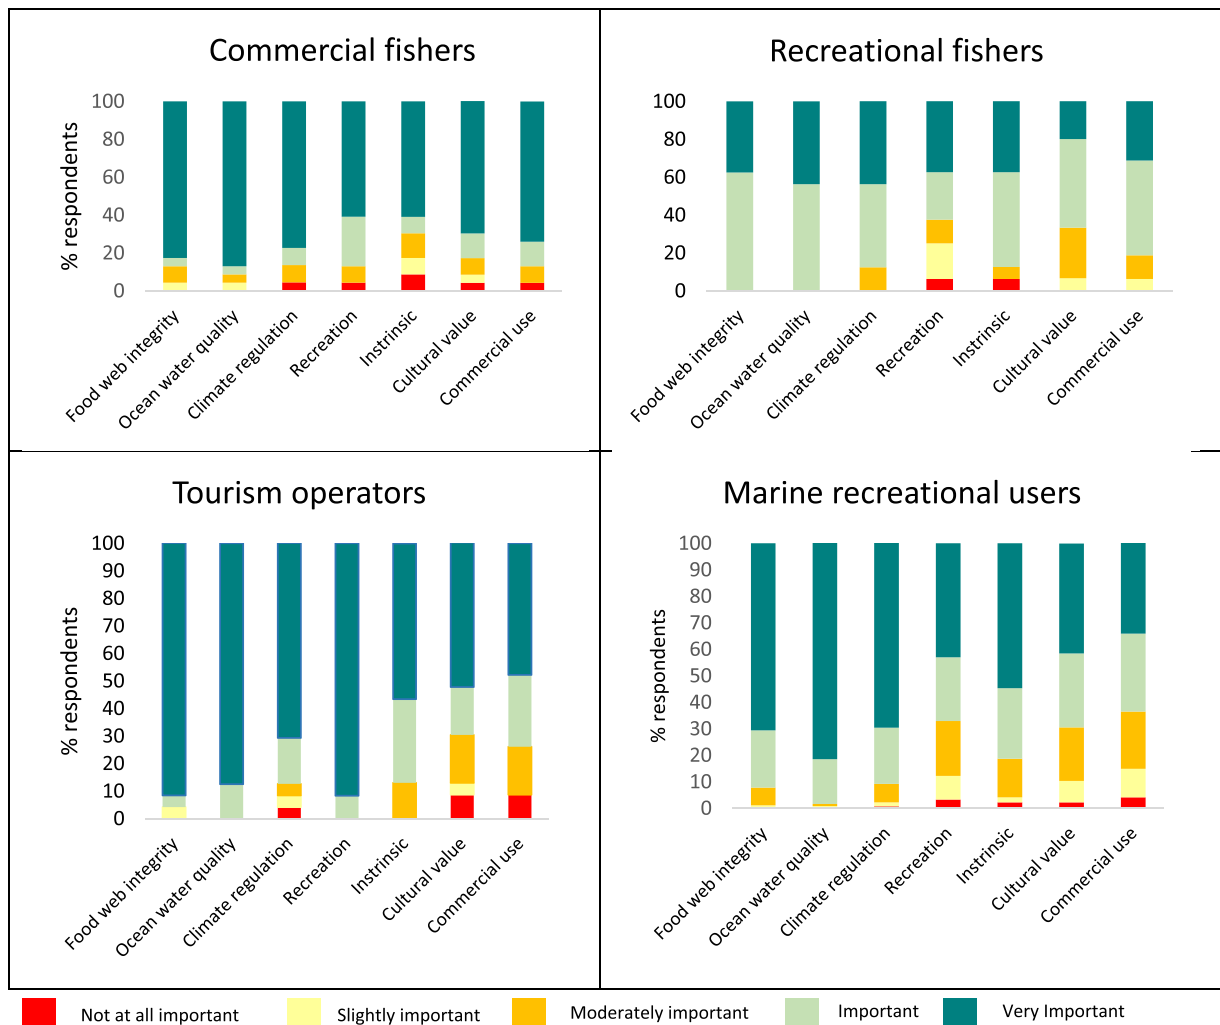 Commercial fishers
% respondents
100
80
60
40
20
0
Food web integrity
Ocean water quality
Climate regulation
Recreation
Instrinsic
Cultural value
Commercial use
Recreational fishers
100
80
60
40
20
0
Food web integrity
Ocean water quality
Climate regulation
Recreation
Instrinsic
Cultural value
Commercial use
Tourism operators
% respondents
100
90
80
70
60
50
40
30
20
10
0
Food web integrity
Ocean water quality
Climate regulation
Recreation
Instrinsic
Cultural value
Commercial use
Marine recreational users
% respondents
100
90
80
70
60
50
40
30
20
10
0
Food web integrity
Ocean water quality
Climate regulation
Recreation
Instrinsic
Cultural value
Commercial use
Not at all important
Slightly important
Moderately important
Important
Very Important